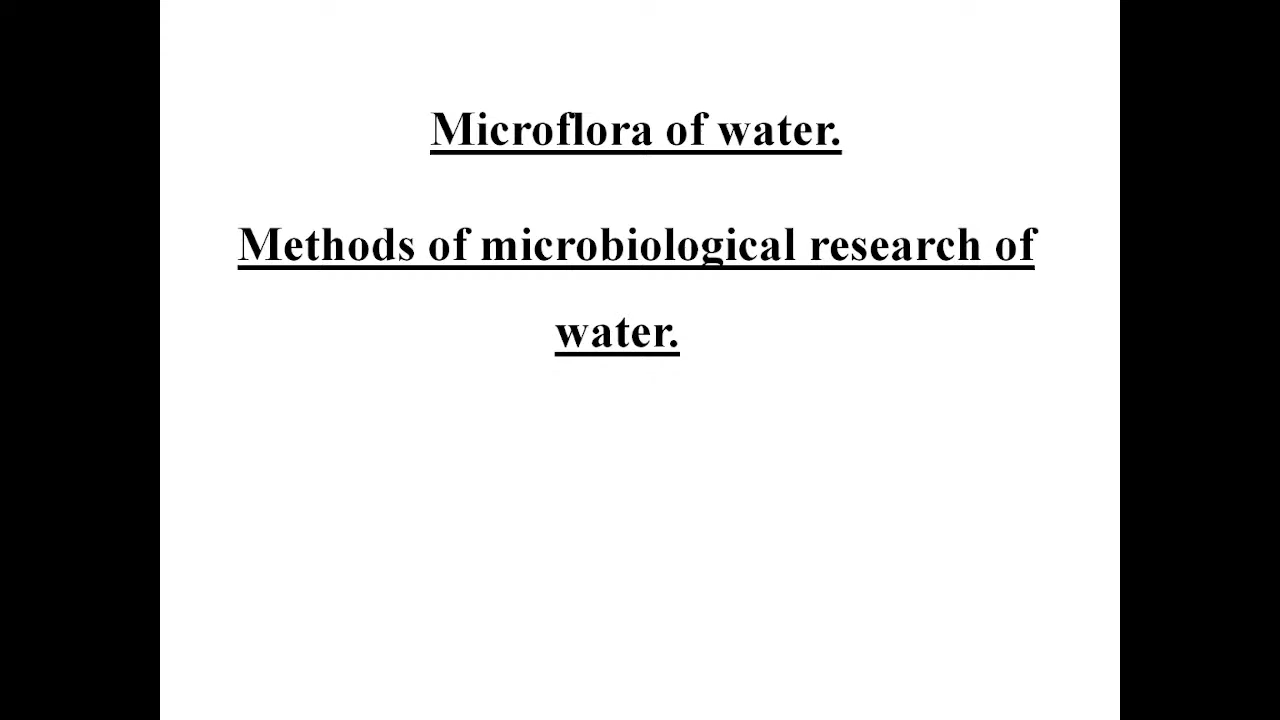 Microflora of water.
Methods of microbiological research of
water.